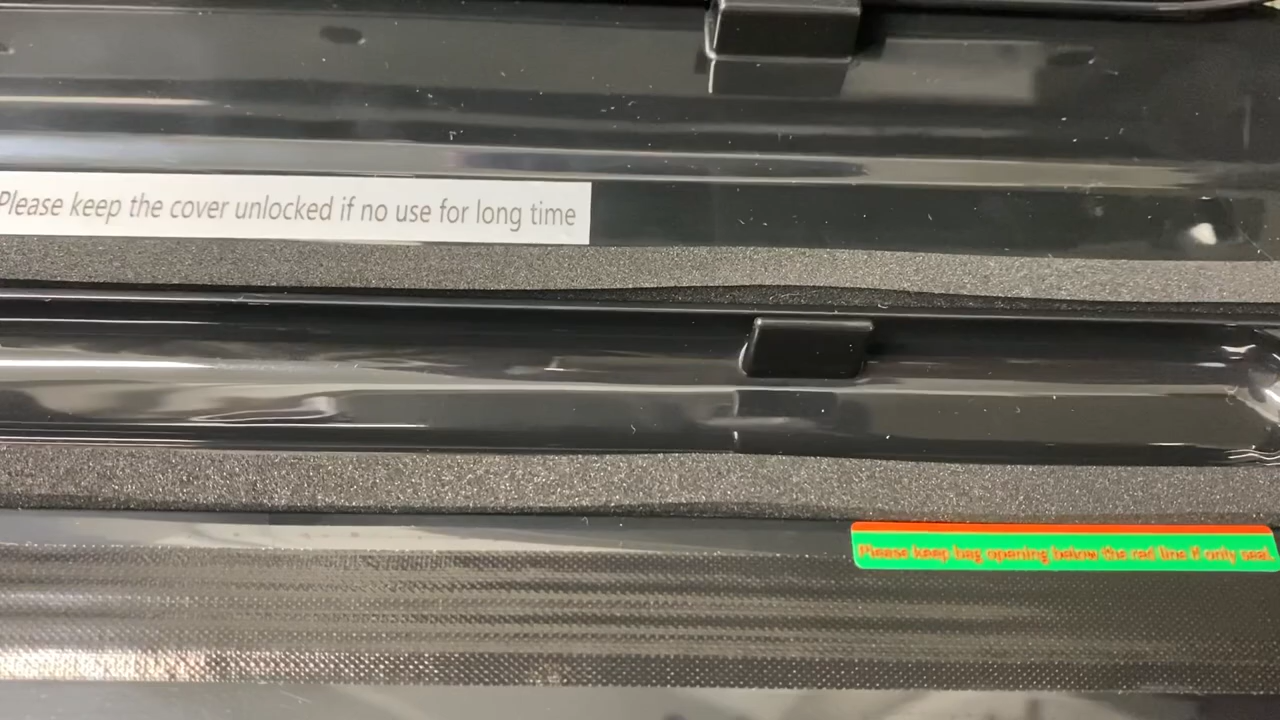 Please keep the cover unlocked if no use for long time
Please keep bag opening below the red line if only seal.